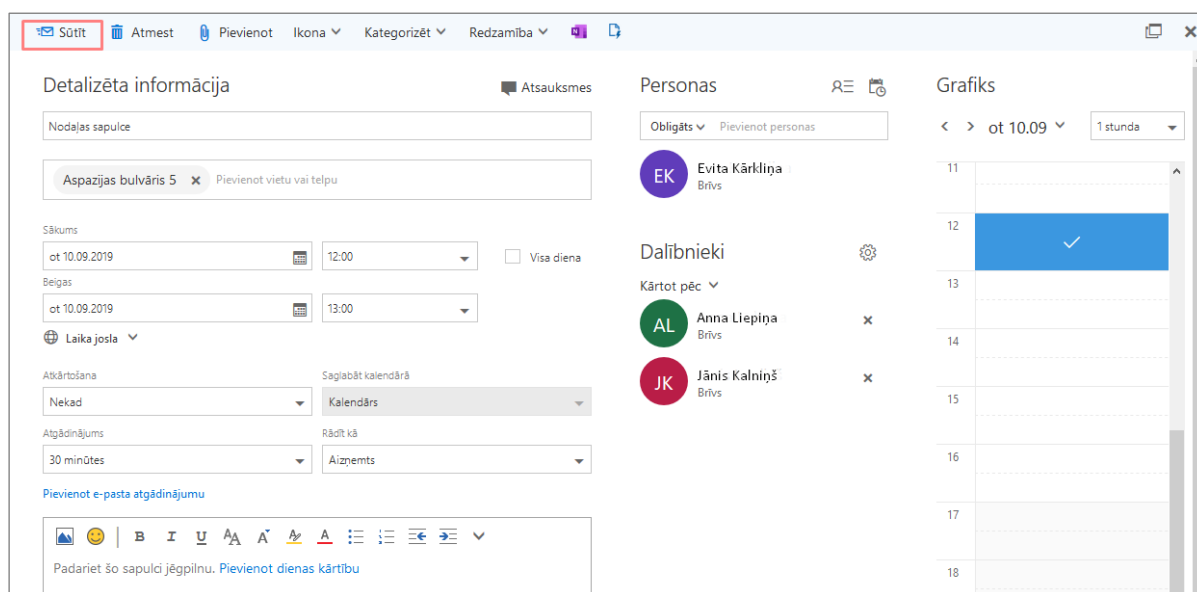 Sūtīt Atmest Pievienot Ikona Kategorizēt Redzamība
Detalizēta informācija
Atsauksmes
Nodaļas sapulce
Aspazijas bulvāris 5 Pievienot vietu vai telpu
Sākums
ot 10.09.2019 12:00 Visa diena
Beigas
ot 10.09.2019 13:00
Laika josla
Atkārtošana Saglabāt kalendārā
Nekad Kalendārs
Atgādinājums Rādīt kā
30 minūtes Aizņemts
Pievienot e-pasta atgādinājumu
B I U AA A A
Padariet šo sapulci jēgpilnu. Pievienot dienas kārtību
Personas
Obligāts Pievienot personas
EK Evita Kārkliņa
Brīvs
Dalībnieki
Kārtot pēc
AL Anna Liepiņa
Brīvs
JK Jānis Kalniņš
Brīvs
Grafiks
ot 10.09 1 stunda
11
12
13
14
15
16
17
18